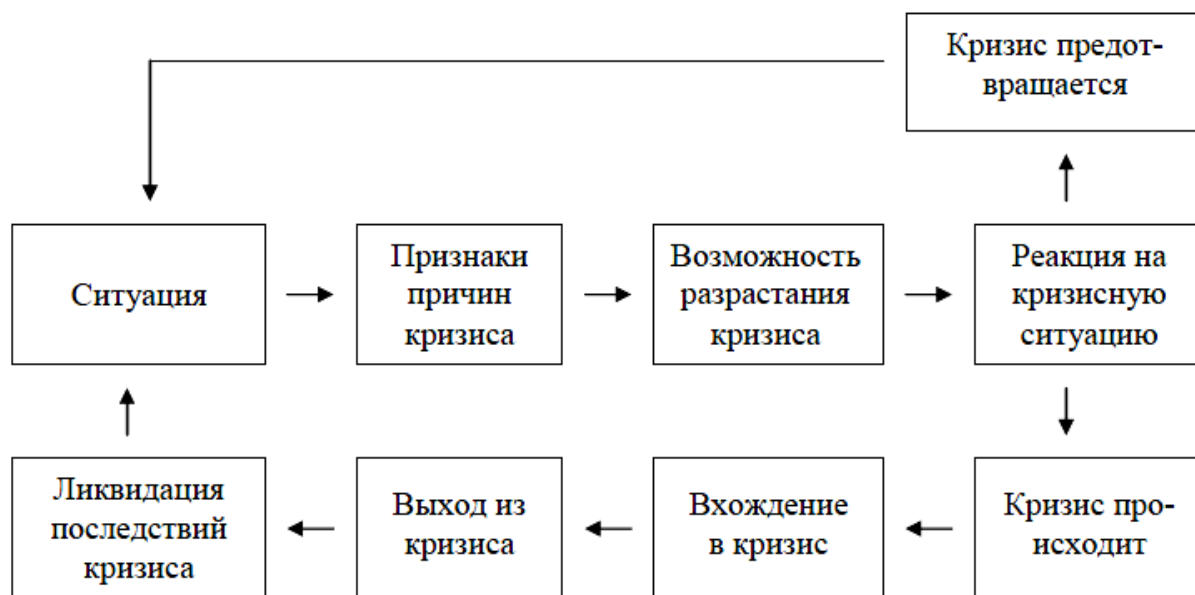 Кризис предот-
вращается
Ситуация
Признаки
причин
кризиса
Возможность
разрастания
кризиса
Реакция на
кризисную
ситуацию
Ликвидация
последствий
кризиса
Выход из
кризиса
Вхождение
в кризис
Кризис про-
исходит